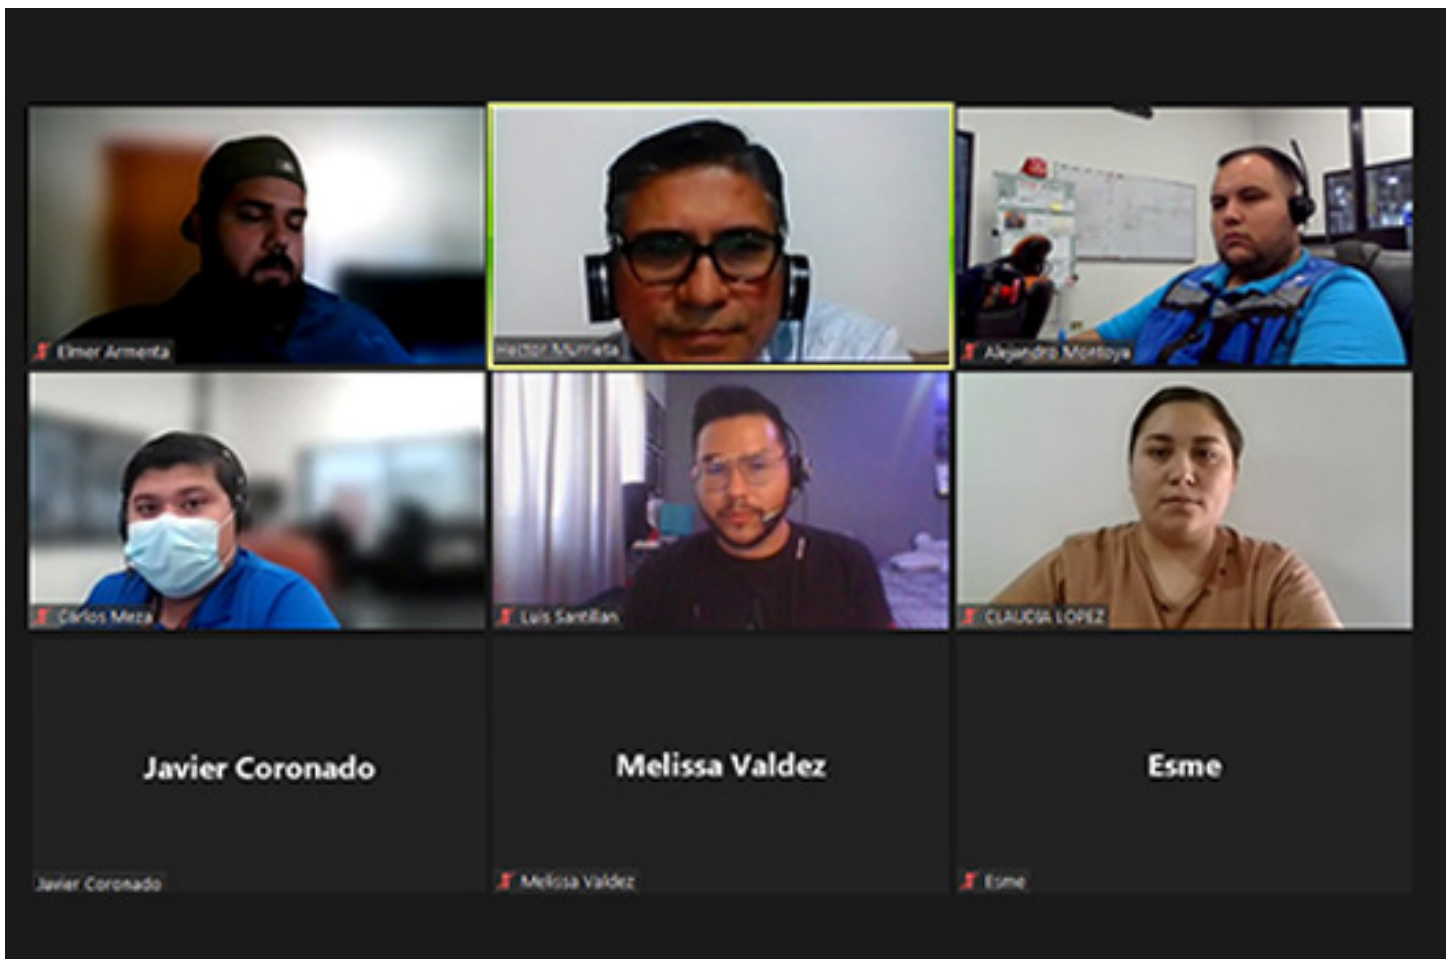 Elmer Armenta
Hector Murrieta
Alejandro Montoya
Carlos Meza
Luis Santillan
CLAUDIA LOPEZ
Javier Coronado
Melissa Valdez
Esme
Javier Coronado
Melissa Valdez
Esme